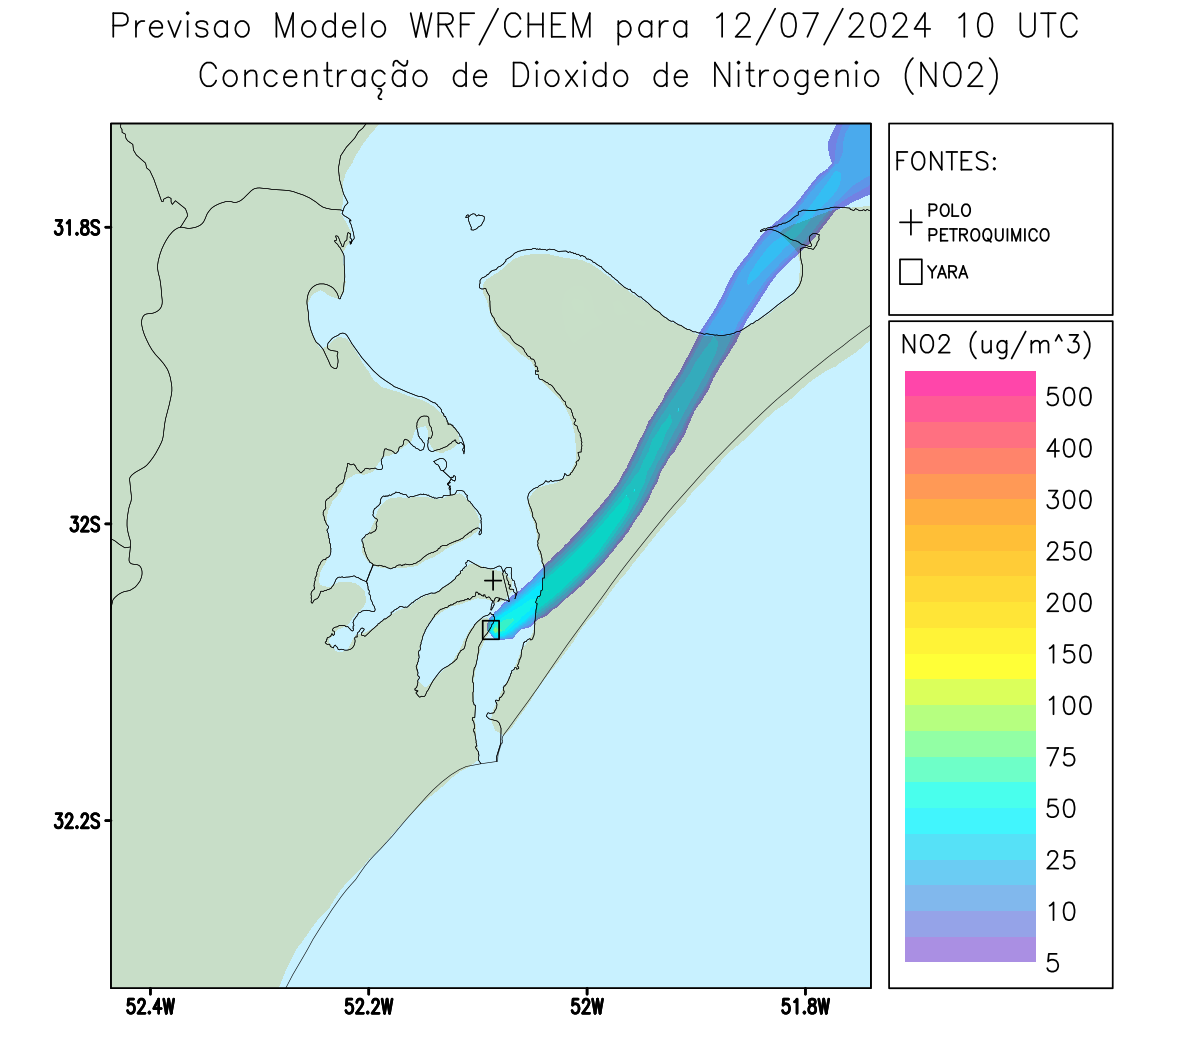 Previsao Modelo WRF/CHEM para 12/07/2024 10 UTC
Concentração de Dioxido de Nitrogenio (NO2)
FONTES:
POLO
PETROQUIMICO
YARA
NO2 (ug/m^3)
500
400
300
250
200
150
100
75
50
25
10
5
31.8S
32S
32.2S
52.4W
52.2W
52W
51.8W